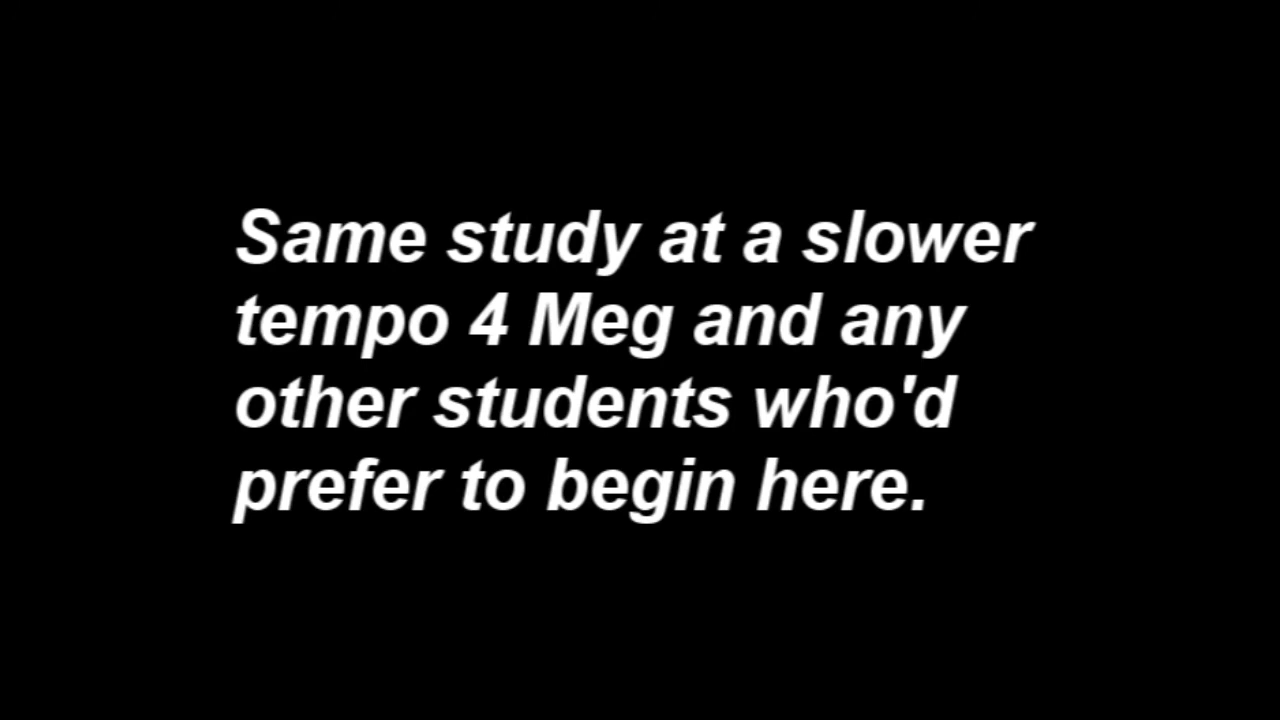 Same study at a slower
tempo 4 Meg and any
other students who'd
prefer to begin here.